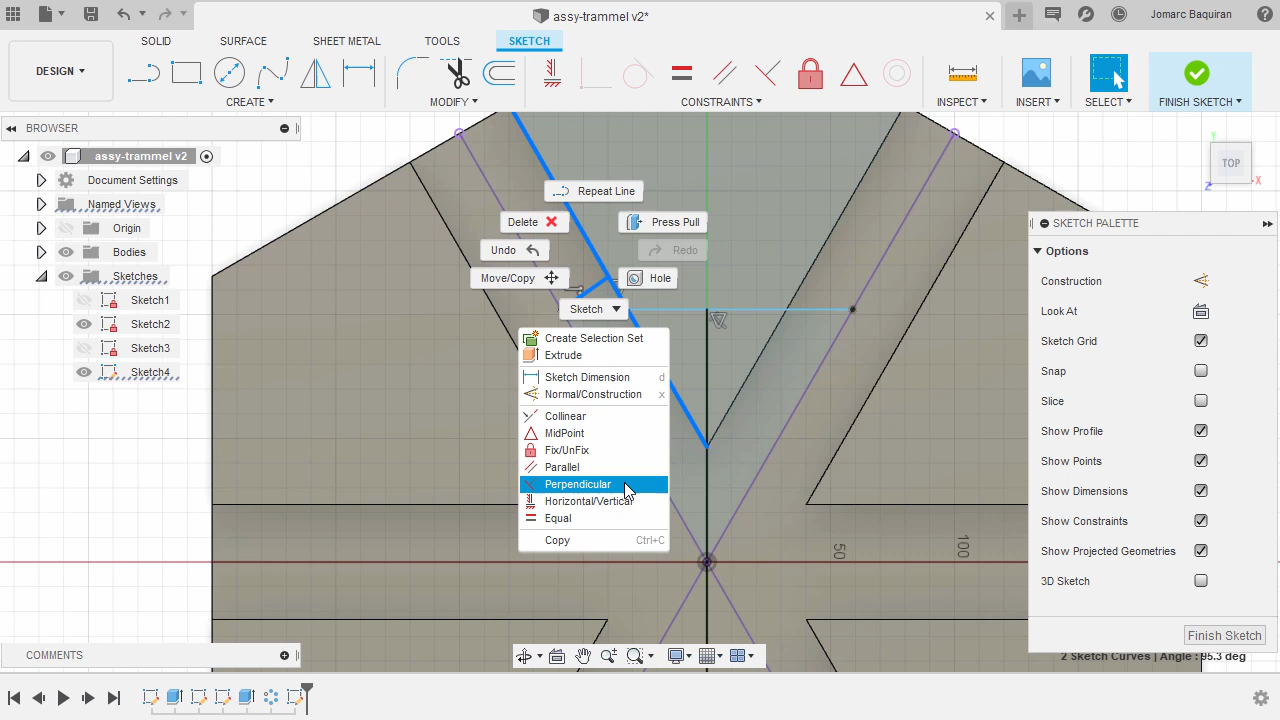 assy-trammel v2*
Jomarc Baquiran
DESIGN
SOLID
SURFACE
SHEET METAL
TOOLS
SKETCH
CREATE
MODIFY
CONSTRAINTS
INSPECT
INSERT
SELECT
FINISH SKETCH
BROWSER
assy-trammel v2
Document Settings
Named Views
Origin
Bodies
Sketches
Sketch1
Sketch2
Sketch3
Sketch4
Repeat Line
Delete
Press Pull
Undo
Redo
Move/Copy
Hole
Sketch
Create Selection Set
Extrude
Sketch Dimension d
Normal/Construction x
Collinear
MidPoint
Fix/UnFix
Parallel
Perpendicular
Horizontal/Vertical
Equal
Copy Ctrl+C
50
100
TOP
Y
X
Z
SKETCH PALETTE
Options
Construction
Look At
Sketch Grid
Snap
Slice
Show Profile
Show Points
Show Dimensions
Show Constraints
Show Projected Geometries
3D Sketch
Finish Sketch
2 Sketch Curves | Angle : 95.3 deg
COMMENTS